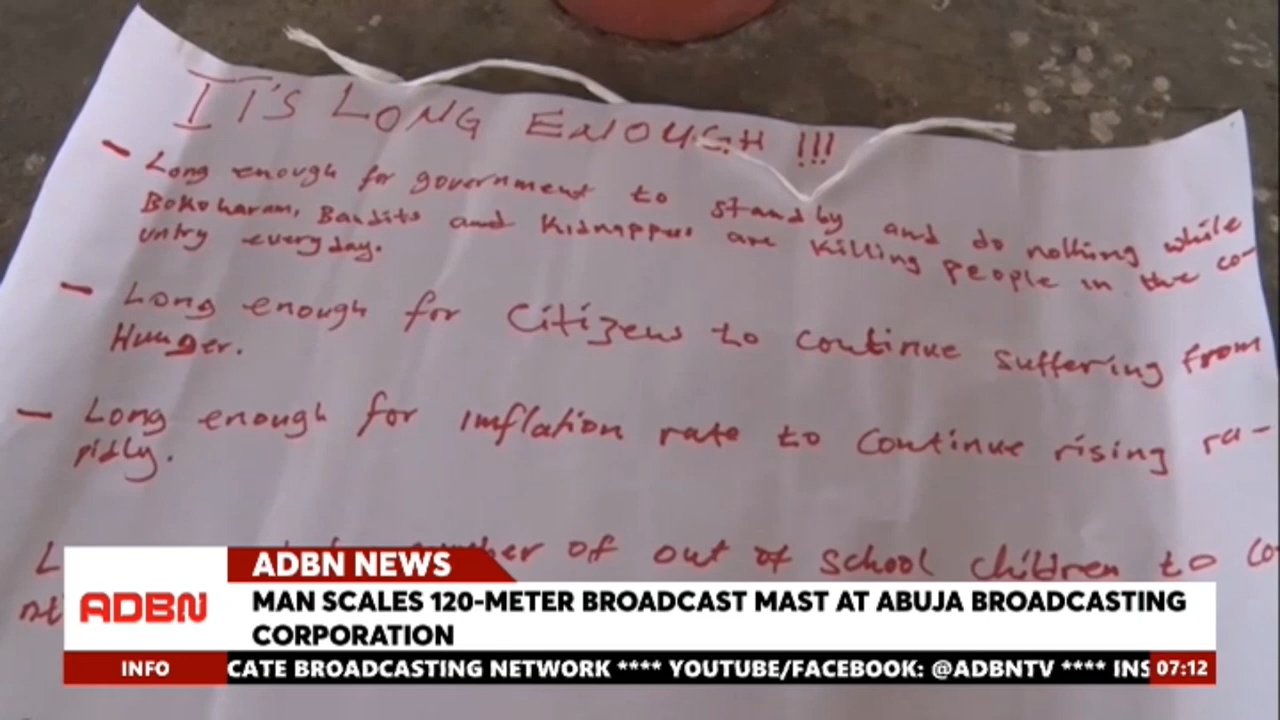 IT'S LONG ENOUGH !!!
- Long enough for government to standby and do nothing while
Bokoharam, Bandits and Kidnappers are killing people in the co-
untry everyday.
- Long enough for Citizens to continue suffering from
Hunger.
- Long enough for imflation rate to continue rising ra-
pidly.
of out of school children to co
ADBN NEWS
ADBN
MAN SCALES 120-METER BROADCAST MAST AT ABUJA BROADCASTING
CORPORATION
INFO
CATE BROADCASTING NETWORK **** YOUTUBE/FACEBOOK: @ADBNTV **** INS
07:12